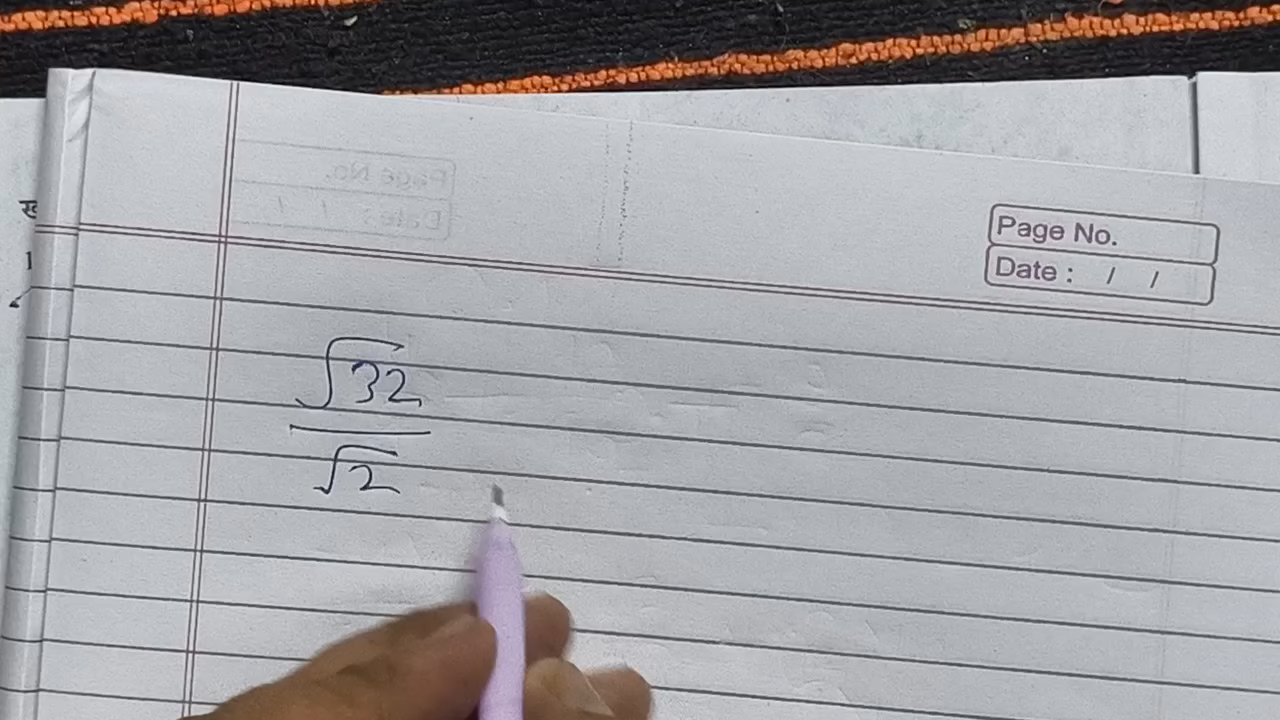 Page No.
Date : / /
√32
√2